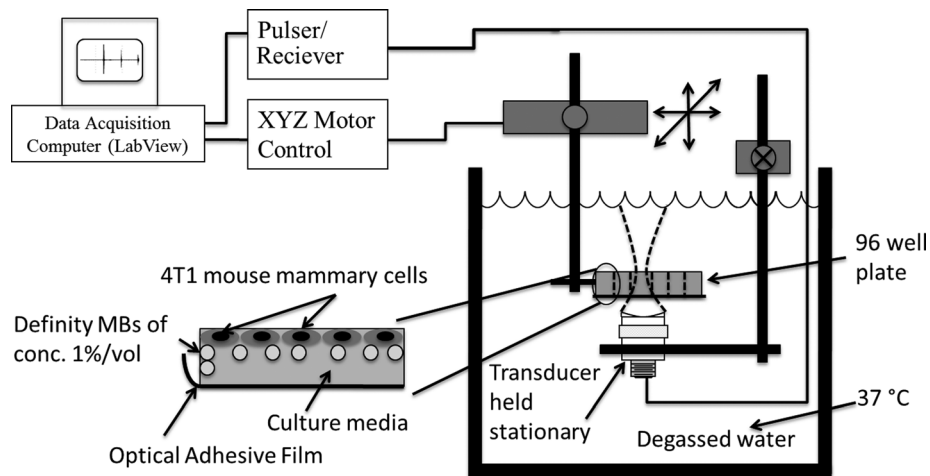 Pulser/
Reciever
Data Acquisition
Computer (LabView)
XYZ Motor
Control
4T1 mouse mammary cells
Definity MBs of
conc. 1%/vol
Culture media
Optical Adhesive Film
Transducer
held
stationary
Degassed water
96 well
plate
37 °C